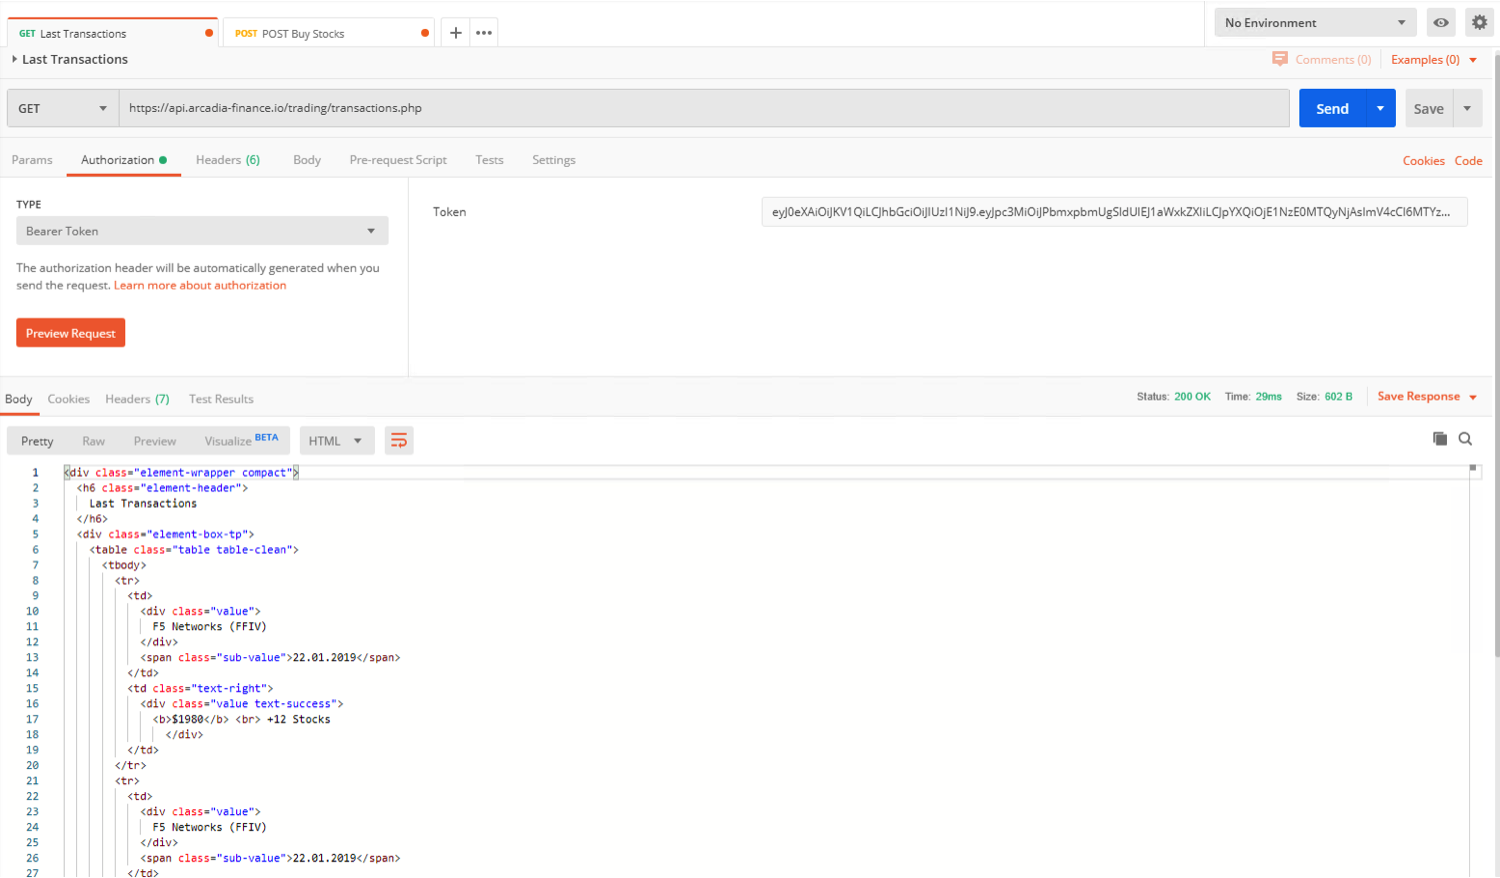 GET Last Transactions
POST POST Buy Stocks
No Environment
Last Transactions
Comments (0)
Examples (0)
GET
https://api.arcadia-finance.io/trading/transactions.php
Send
Save
Params
Authorization
Headers (6)
Body
Pre-request Script
Tests
Settings
Cookies
Code
TYPE
Bearer Token
The authorization header will be automatically generated when you
send the request. Learn more about authorization
Preview Request
Token
Body
Cookies
Headers (7)
Test Results
Status: 200 OK
Time: 29ms
Size: 602 B
Save Response
Pretty
Raw
Preview
Visualize BETA
HTML
1 <div class="element-wrapper compact">
2 <h6 class="element-header">
3 Last Transactions
4 </h6>
5 <div class="element-box-tp">
6 <table class="table table-clean">
7 <tbody>
8 <tr>
9 <td>
10 <div class="value">
11 F5 Networks (FFIV)
12 </div>
13 <span class="sub-value">22.01.2019</span>
14 </td>
15 <td class="text-right">
16 <div class="value text-success">
17 <b>$1980</b> <br> +12 Stocks
18 </div>
19 </td>
20 </tr>
21 <tr>
22 <td>
23 <div class="value">
24 F5 Networks (FFIV)
25 </div>
26 <span class="sub-value">22.01.2019</span>
27 </td>